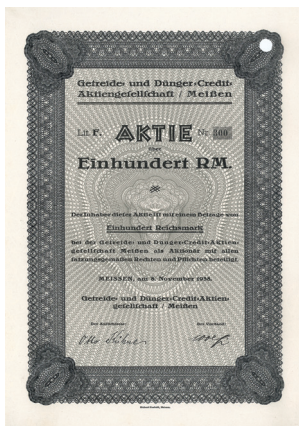 Getreide- und Dünger-Credit-
Aktiengesellschaft / Meißen
Lit. F. AKTIE Nr.
über
Einhundert RM.
Der Inhaber dieser Aktie ist mit einem Betrage von
Einhundert Reichsmark
bei der Getreide- und Dünger-Credit-Aktien-
gesellschaft Meißen als Aktionär mit allen
satzungsgemäßen Rechten und Pflichten beteiligt.
MEISSEN, am 8. November 1936.
Getreide- und Dünger-Credit-Aktien-
gesellschaft / Meißen
Der Aufsichtsrat: Der Vorstand:
Otto